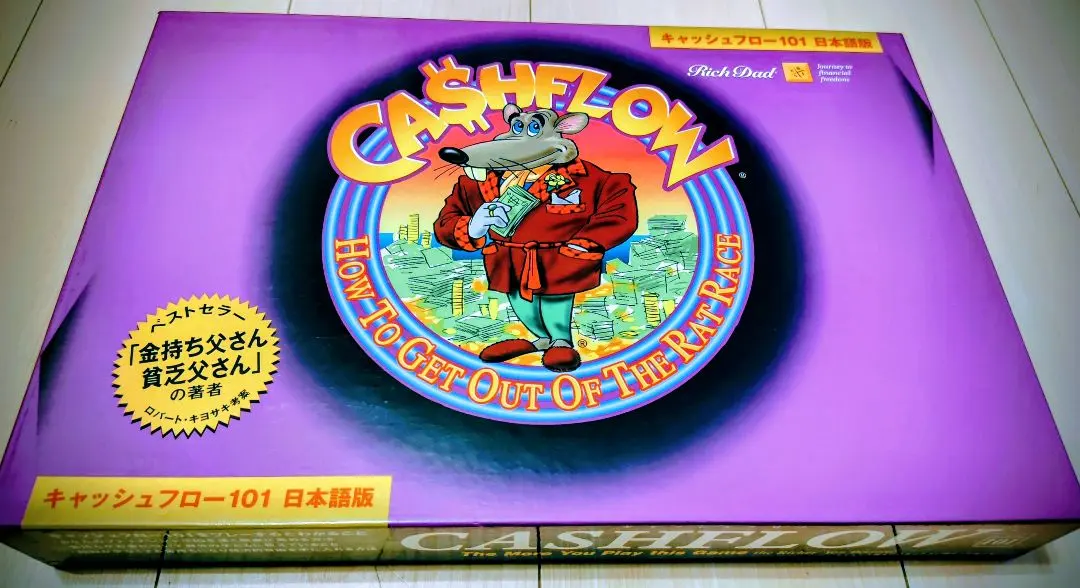 キャッシュフロー101 日本語版
Rich Dad®
Journey to
financial
freedom®
CA$HFLOW®
HOW TO GET OUT OF THE RAT RACE
®
ベストセラー
「金持ち父さん
貧乏父さん」
の著者
ロバート・キヨサキ考案
キャッシュフロー101 日本語版
CASHFLOW
The More You Play this Game